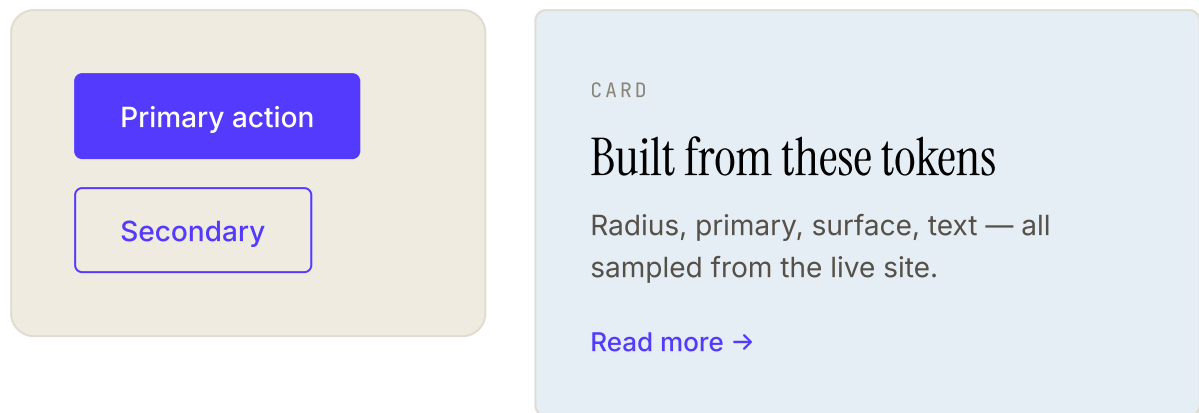 Primary action
Secondary
CARD
Built from these tokens
Radius, primary, surface, text — all
sampled from the live site.
Read more →